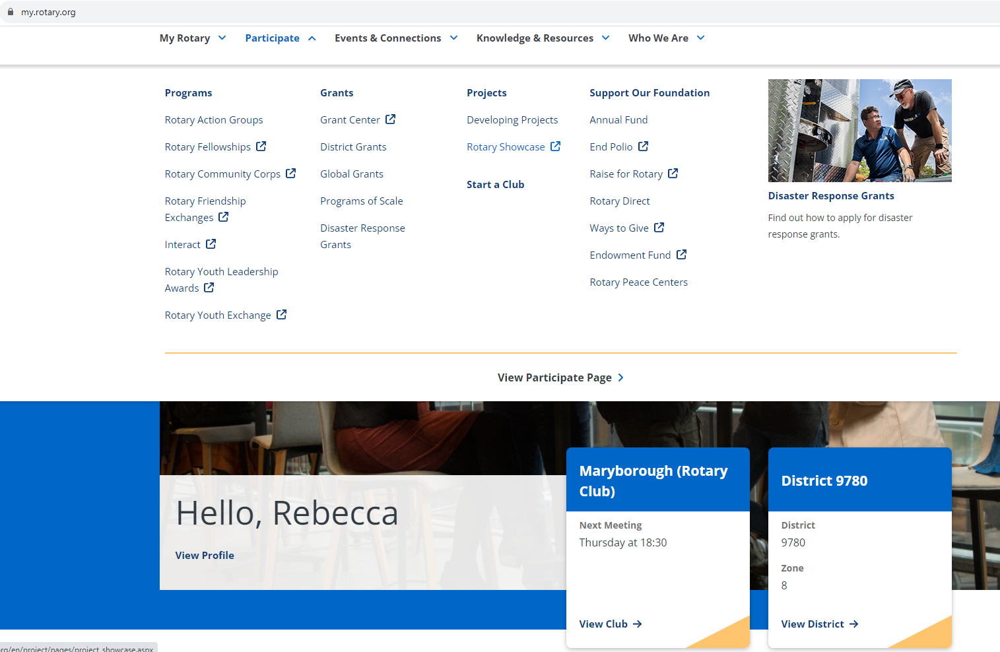 my.rotary.org
My Rotary
Participate
Events & Connections
Knowledge & Resources
Who We Are
Programs
Rotary Action Groups
Rotary Fellowships
Rotary Community Corps
Rotary Friendship
Exchanges
Interact
Rotary Youth Leadership
Awards
Rotary Youth Exchange
Grants
Grant Center
District Grants
Global Grants
Programs of Scale
Disaster Response
Grants
Projects
Developing Projects
Rotary Showcase
Start a Club
Support Our Foundation
Annual Fund
End Polio
Raise for Rotary
Rotary Direct
Ways to Give
Endowment Fund
Rotary Peace Centers
Disaster Response Grants
Find out how to apply for disaster
response grants.
View Participate Page
Hello, Rebecca
View Profile
Maryborough (Rotary
Club)
Next Meeting
Thursday at 18:30
View Club
District 9780
District
9780
Zone
8
View District
rg/en/project/pages/project_showcase.aspx